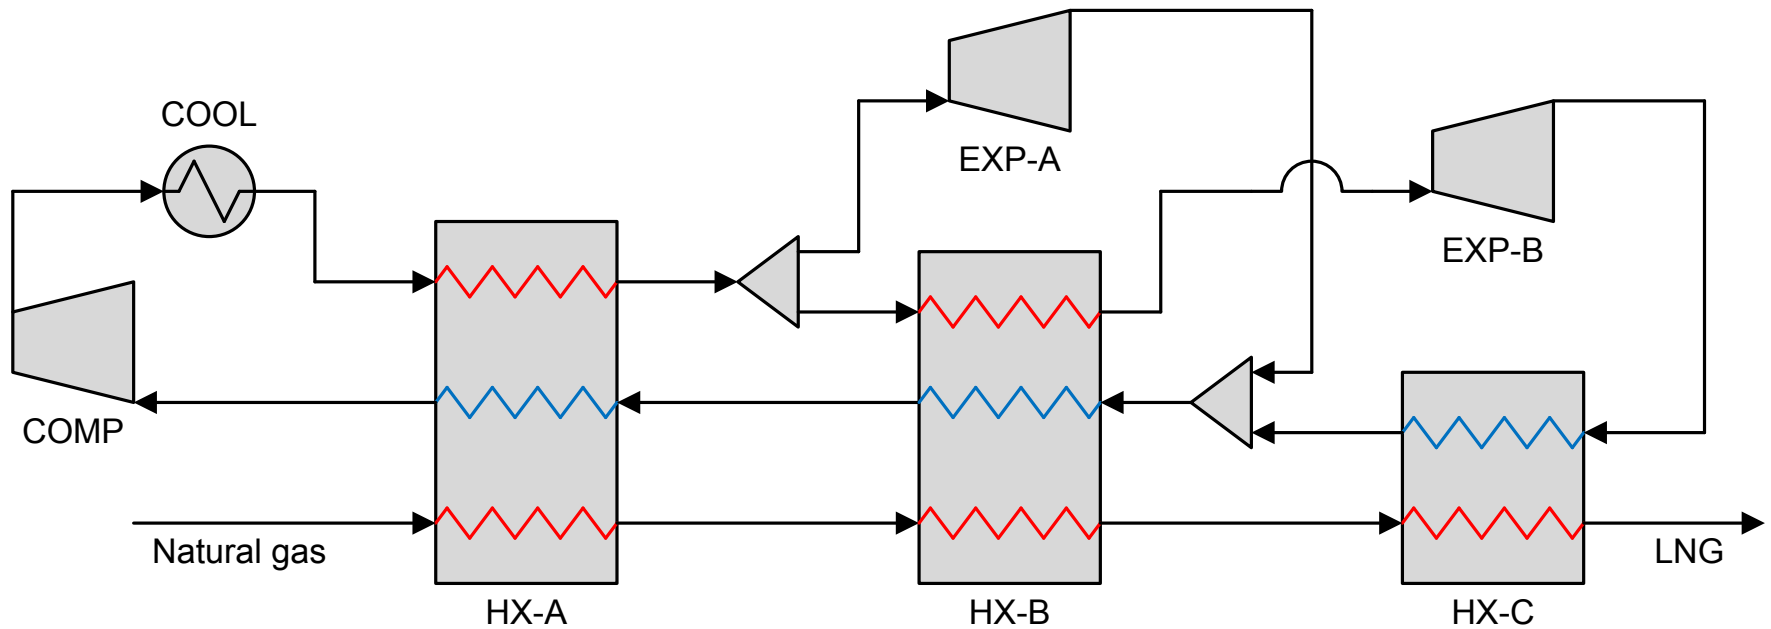 COOL
EXP-A
EXP-B
COMP
Natural gas
LNG
HX-A
HX-B
HX-C